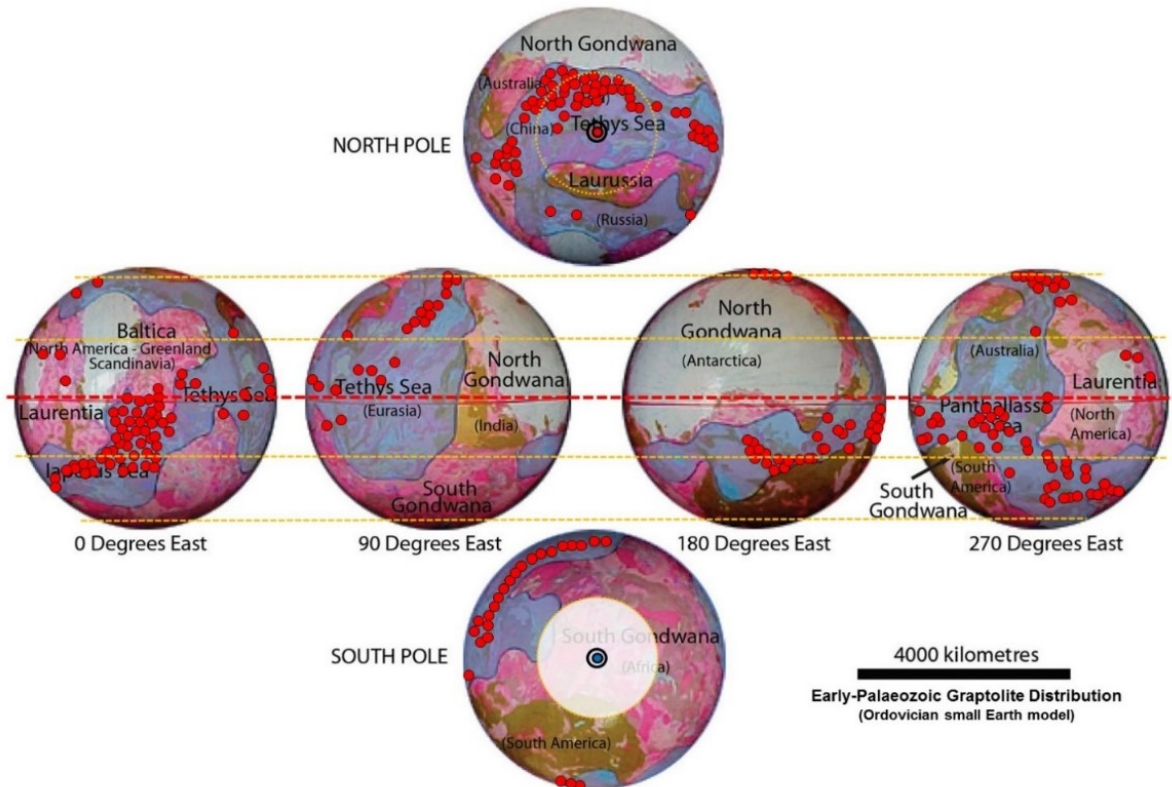 North Gondwana
(Australia)
(China)
Tethys Sea
NORTH POLE
Laurussia
(Russia)
Baltica
(North America - Greenland
Scandinavia)
Tethys Sea
Laurentia
Iapetus Sea
0 Degrees East
North
Gondwana
Tethys Sea
(Eurasia)
(India)
South
Gondwana
90 Degrees East
North
Gondwana
(Antarctica)
180 Degrees East
(Australia)
Laurentia
Panthallassa
Sea
(North
America)
(South
America)
South
Gondwana
270 Degrees East
SOUTH POLE
South Gondwana
(Africa)
(South America)
4000 kilometres
Early-Palaeozoic Graptolite Distribution
(Ordovician small Earth model)